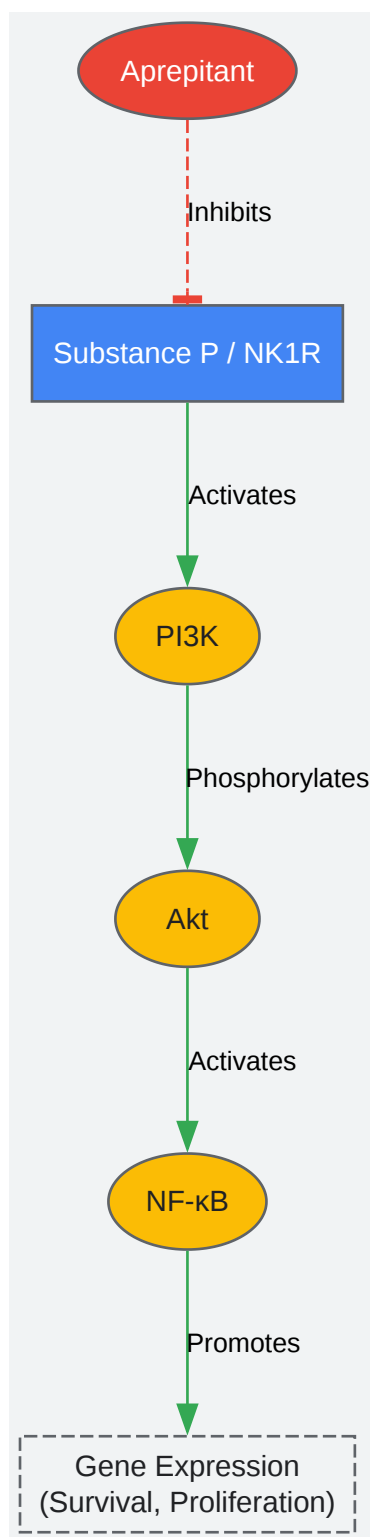 Aprepitant
Inhibits
Substance P / NK1R
Activates
PI3K
Phosphorylates
Akt
Activates
NF-κB
Promotes
Gene Expression
(Survival, Proliferation)